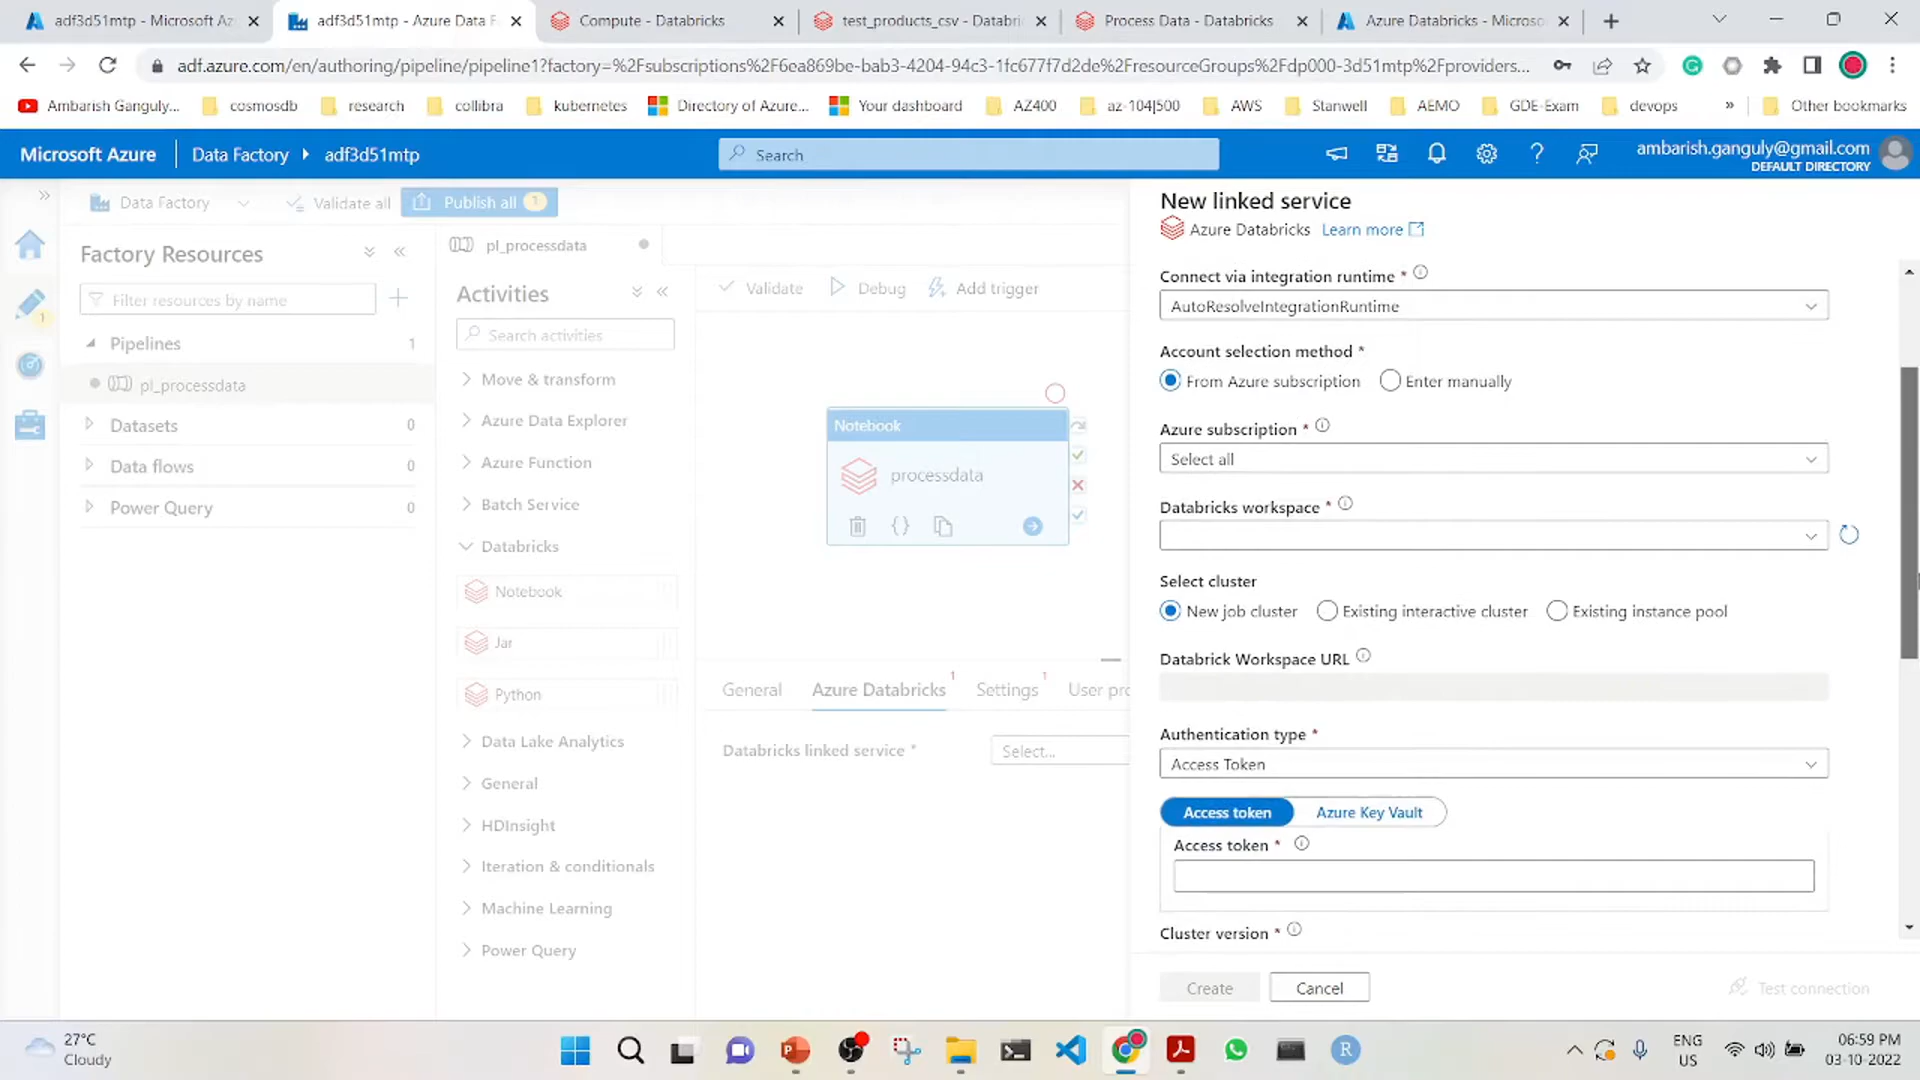 adf3d51mtp - Microsoft Az
adf3d51mtp - Azure Data F
Compute - Databricks
test_products_csv - Databri
Process Data - Databricks
Azure Databricks - Microso
adf.azure.com/en/authoring/pipeline/pipeline1?factory=%2Fsubscriptions%2F6ea869be-bab3-4204-94c3-1fc677f7d2de%2FresourceGroups%2Fdp000-3d51mtp%2Fproviders...
Ambarish Ganguly...
cosmosdb
research
collibra
kubernetes
Directory of Azure...
Your dashboard
AZ400
az-104|500
AWS
Stanwell
AEMO
GDE-Exam
devops
»
Other bookmarks
Microsoft Azure
Data Factory
adf3d51mtp
Search
ambarish.ganguly@gmail.com
DEFAULT DIRECTORY
Data Factory
Validate all
Publish all 1
Factory Resources
Filter resources by name
Pipelines 1
pl_processdata
Datasets 0
Data flows 0
Power Query 0
1
pl_processdata
Activities
Search activities
Move & transform
Azure Data Explorer
Azure Function
Batch Service
Databricks
Notebook
Jar
Python
Data Lake Analytics
General
HDInsight
Iteration & conditionals
Machine Learning
Power Query
Validate
Debug
Add trigger
Notebook
processdata
General
Azure Databricks 1
Settings 1
User pro
Databricks linked service *
Select...
New linked service
Azure Databricks Learn more
Connect via integration runtime *
AutoResolveIntegrationRuntime
Account selection method *
From Azure subscription Enter manually
Azure subscription *
Select all
Databricks workspace *
Select cluster
New job cluster Existing interactive cluster Existing instance pool
Databrick Workspace URL
Authentication type *
Access Token
Access token Azure Key Vault
Access token *
Cluster version *
Create
Cancel
Test connection
27°C
Cloudy
ENG
US
06:59 PM
03-10-2022